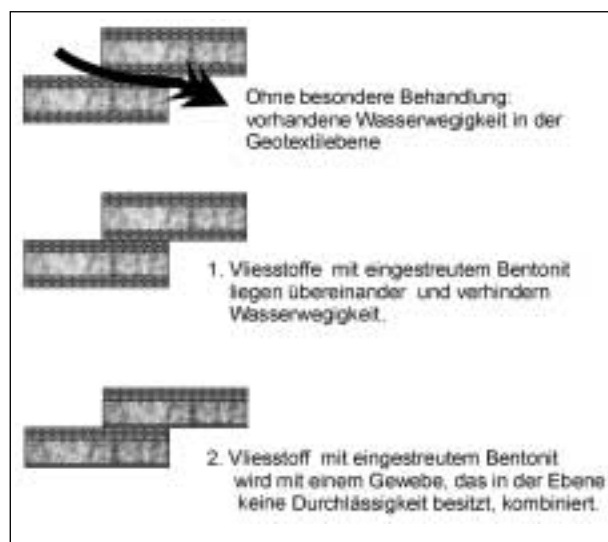 Ohne besondere Behandlung:
vorhandene Wasserwegigkeit in der
Geotextilebene
1. Vliesstoffe mit eingestreutem Bentonit
liegen übereinander und verhindern
Wasserwegigkeit.
2. Vliesstoff mit eingestreutem Bentonit
wird mit einem Gewebe, das in der Ebene
keine Durchlässigkeit besitzt, kombiniert.